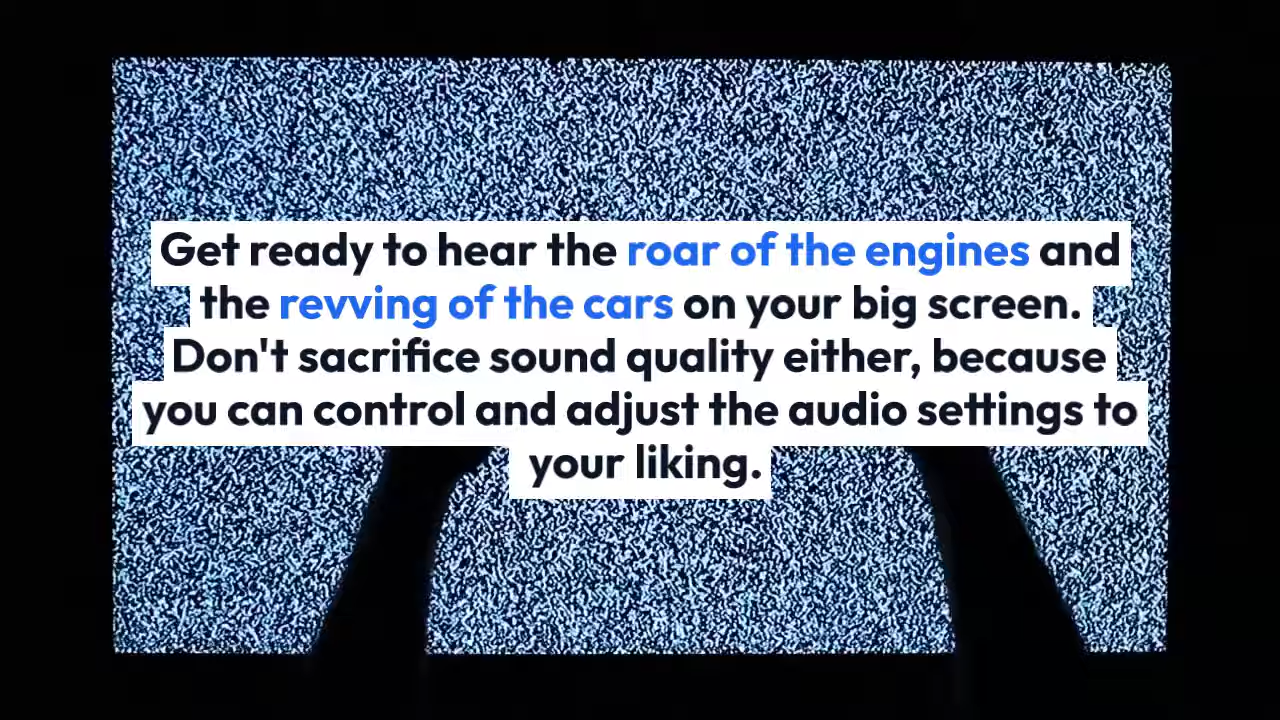 Get ready to hear the roar of the engines and
the revving of the cars on your big screen.
Don't sacrifice sound quality either, because
you can control and adjust the audio settings to
your liking.